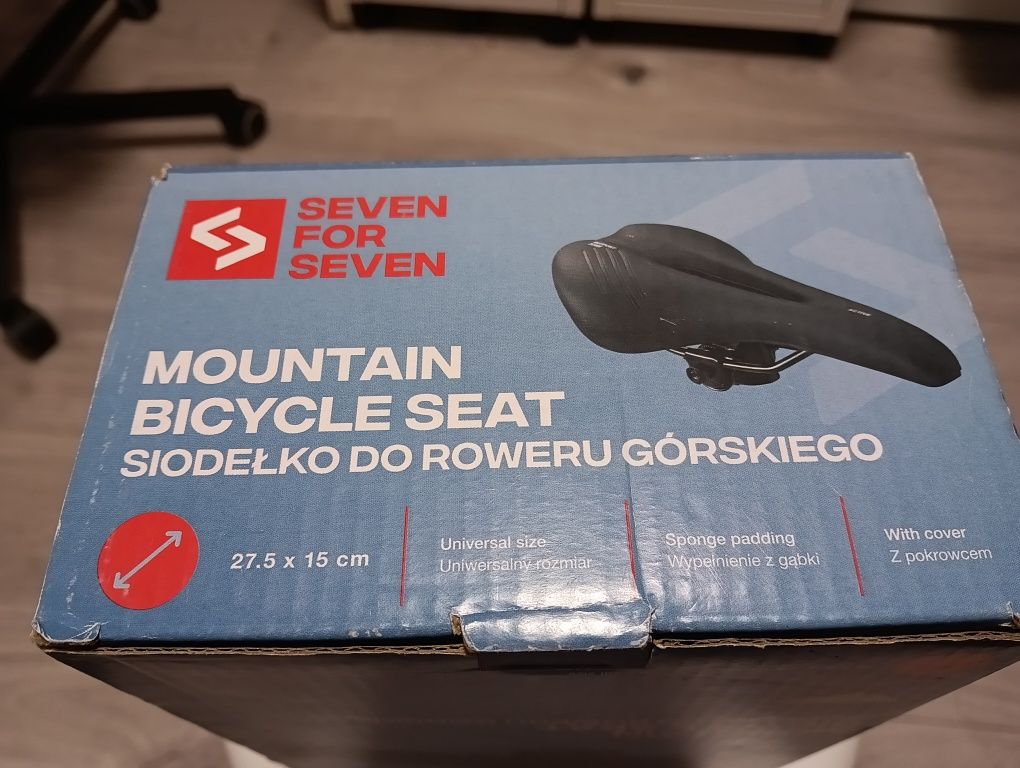 SEVEN
FOR
SEVEN
MOUNTAIN
BICYCLE SEAT
SIODEŁKO DO ROWERU GÓRSKIEGO
27.5 x 15 cm
Universal size
Uniwersalny rozmiar
Sponge padding
Wypełnienie z gąbki
With cover
Z pokrowcem
ACTIVE